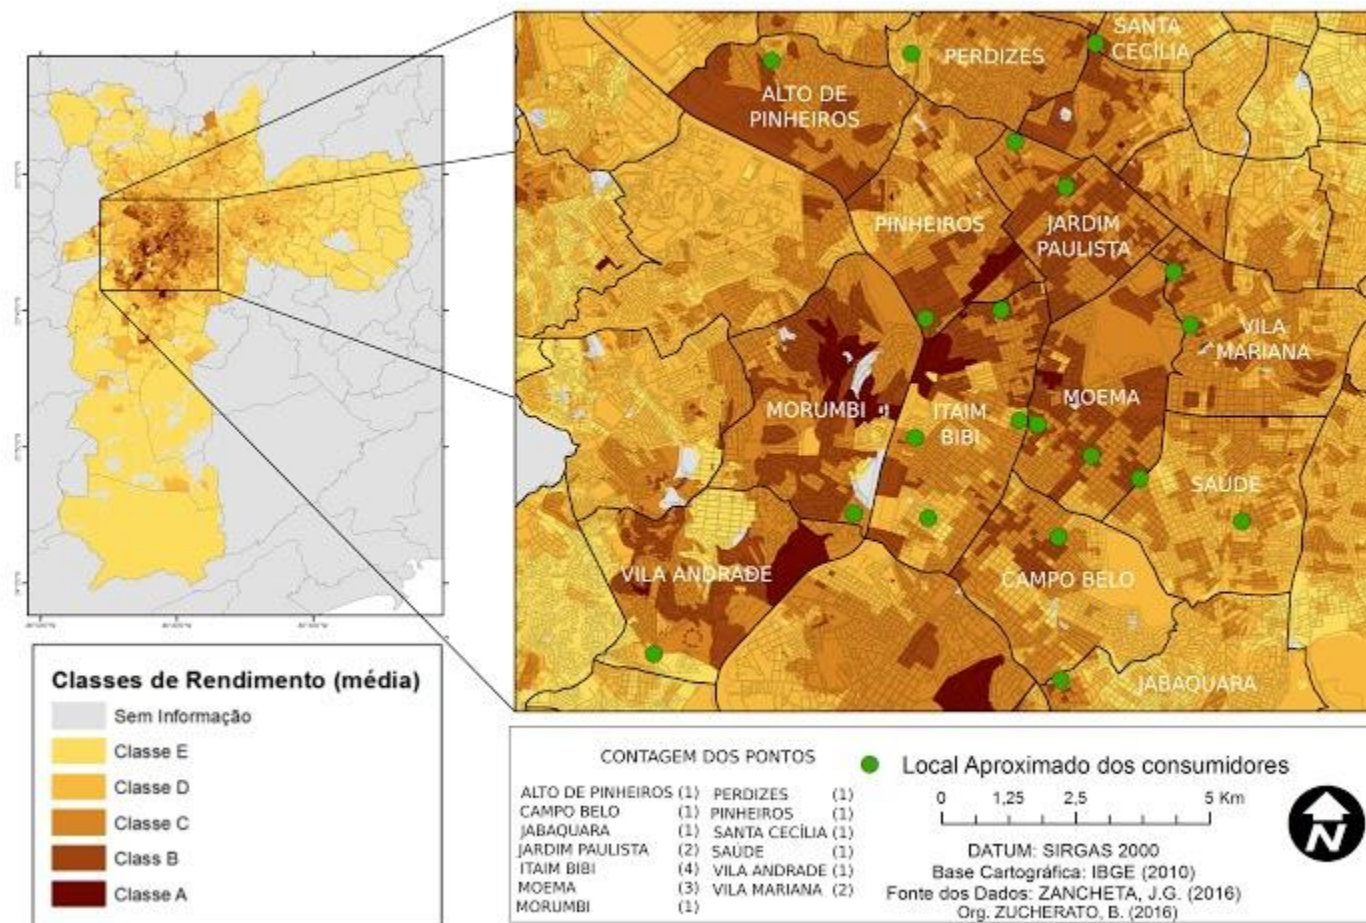 SANTA
CECÍLIA
PERDIZES
ALTO DE
PINHEIROS
PINHEIROS
JARDIM
PAULISTA
VILA
MARIANA
MOEMA
MORUMBI
ITAIM
BIBI
SAÚDE
VILA ANDRADE
CAMPO BELO
JABAQUARA
Classes de Rendimento (média)
Sem Informação
Classe E
Classe D
Classe C
Class B
Classe A
CONTAGEM DOS PONTOS
ALTO DE PINHEIROS (1)
CAMPO BELO (1)
JABAQUARA (1)
JARDIM PAULISTA (2)
ITAIM BIBI (4)
MOEMA (3)
MORUMBI (1)
PERDIZES (1)
PINHEIROS (1)
SANTA CECÍLIA (1)
SAÚDE (1)
VILA ANDRADE (1)
VILA MARIANA (2)
Local Aproximado dos consumidores
0 1,25 2,5 5 Km
DATUM: SIRGAS 2000
Base Cartográfica: IBGE (2010)
Fonte dos Dados: ZANCHETA, J.G. (2016)
Org. ZUCHERATO, B. (2016)
N